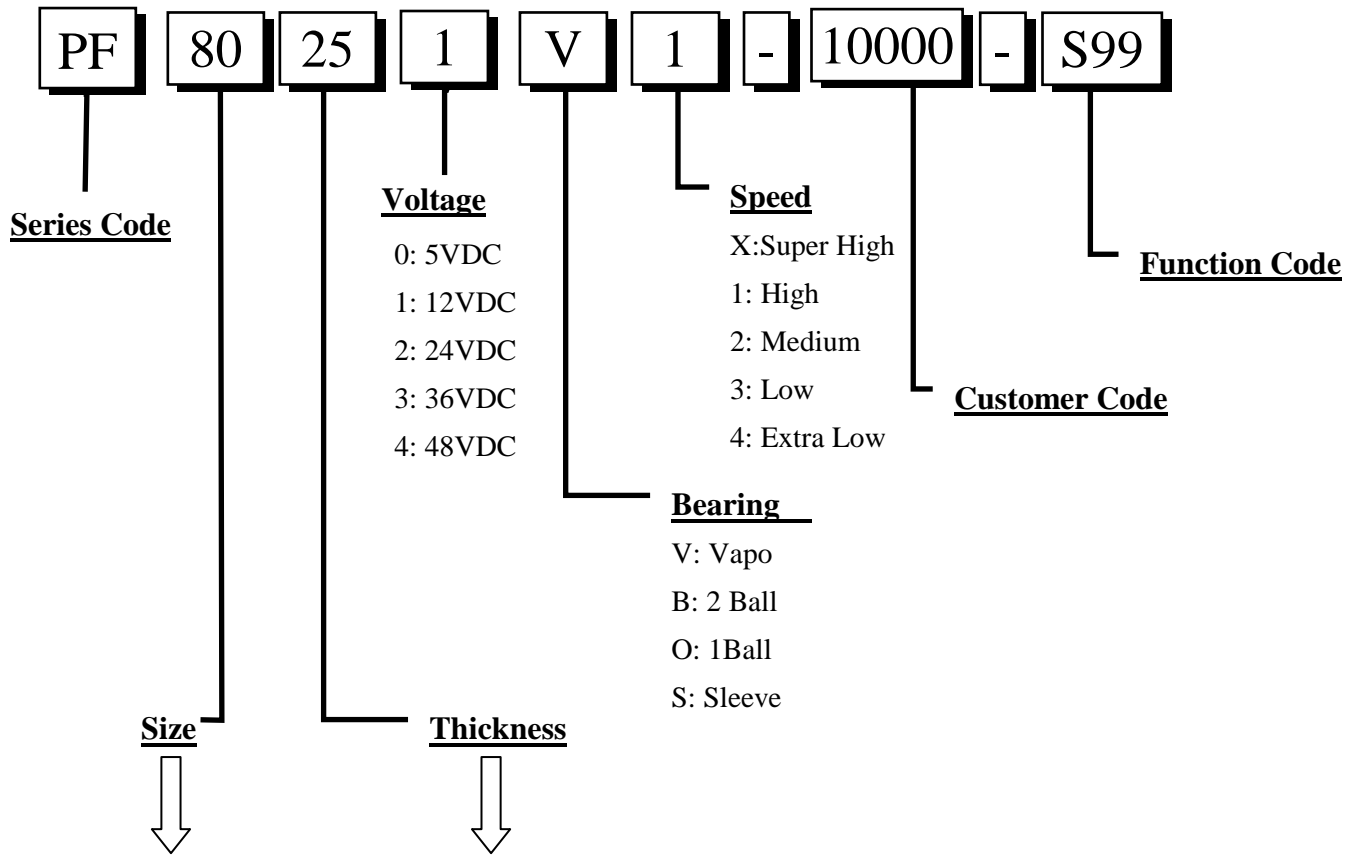 PF 80 25 1 V 1 - 10000 - S99
Series Code
Voltage
0: 5VDC
1: 12VDC
2: 24VDC
3: 36VDC
4: 48VDC
Speed
X:Super High
1: High
2: Medium
3: Low
4: Extra Low
Function Code
Customer Code
Bearing
V: Vapo
B: 2 Ball
O: 1Ball
S: Sleeve
Size
Thickness